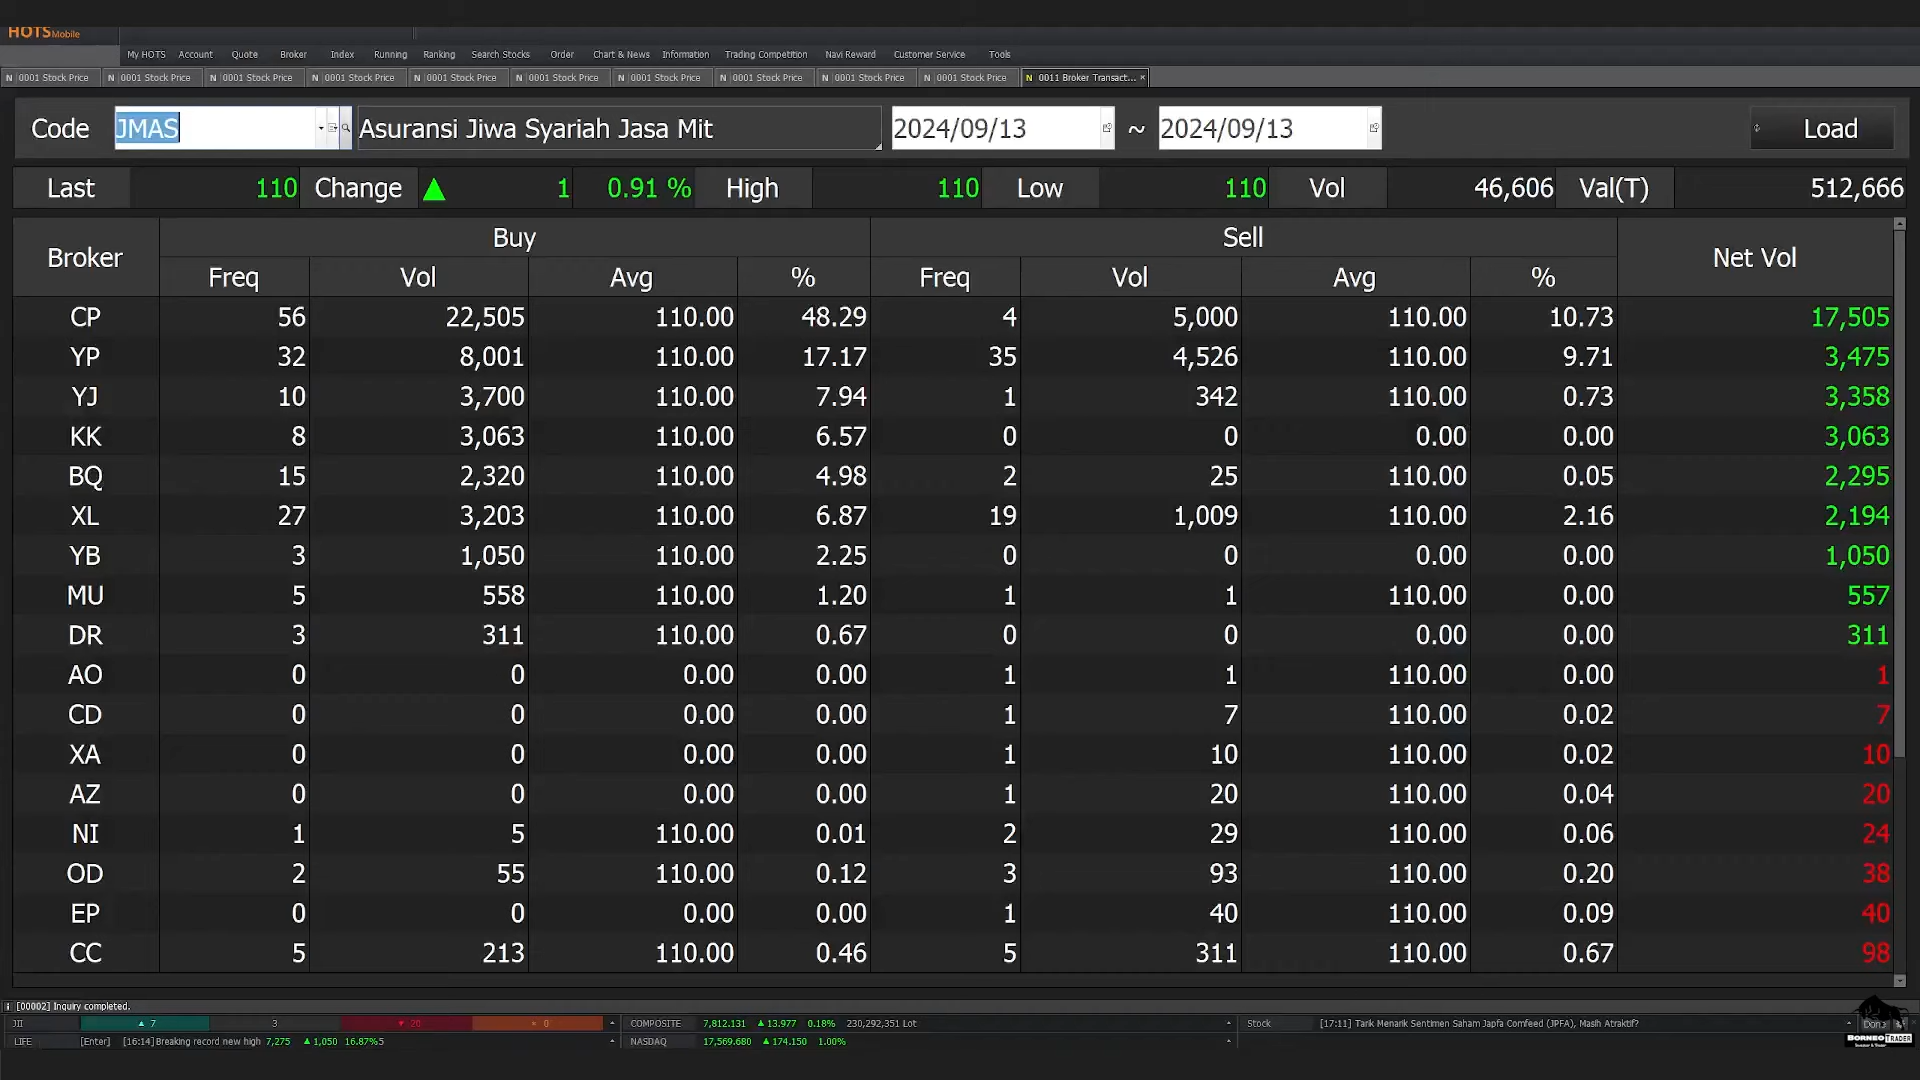 HOTS Mobile
My HOTS Account Quote Broker Index Running Ranking Search Stocks Order Chart & News Information Trading Competition Navi Reward Customer Service Tools
N 0001 Stock Price N 0001 Stock Price N 0001 Stock Price N 0001 Stock Price N 0001 Stock Price N 0001 Stock Price N 0001 Stock Price N 0001 Stock Price N 0001 Stock Price N 0001 Stock Price N 0011 Broker Transact... ×
Code JMAS Asuransi Jiwa Syariah Jasa Mit 2024/09/13 ~ 2024/09/13 Load
Last 110 Change ▲ 1 0.91 % High 110 Low 110 Vol 46,606 Val(T) 512,666
Broker Buy Sell Net Vol
Freq Vol Avg % Freq Vol Avg %
CP 56 22,505 110.00 48.29 4 5,000 110.00 10.73 17,505
YP 32 8,001 110.00 17.17 35 4,526 110.00 9.71 3,475
YJ 10 3,700 110.00 7.94 1 342 110.00 0.73 3,358
KK 8 3,063 110.00 6.57 0 0 0.00 0.00 3,063
BQ 15 2,320 110.00 4.98 2 25 110.00 0.05 2,295
XL 27 3,203 110.00 6.87 19 1,009 110.00 2.16 2,194
YB 3 1,050 110.00 2.25 0 0 0.00 0.00 1,050
MU 5 558 110.00 1.20 1 1 110.00 0.00 557
DR 3 311 110.00 0.67 0 0 0.00 0.00 311
AO 0 0 0.00 0.00 1 1 110.00 0.00 1
CD 0 0 0.00 0.00 1 7 110.00 0.02 7
XA 0 0 0.00 0.00 1 10 110.00 0.02 10
AZ 0 0 0.00 0.00 1 20 110.00 0.04 20
NI 1 5 110.00 0.01 2 29 110.00 0.06 24
OD 2 55 110.00 0.12 3 93 110.00 0.20 38
EP 0 0 0.00 0.00 1 40 110.00 0.09 40
CC 5 213 110.00 0.46 5 311 110.00 0.67 98
[00002] Inquiry completed.
JII ▲ 7 3 ▼ 20 0 COMPOSITE 7,812.131 ▲ 13.977 0.18% 230,292,351 Lot Stock [17:11] Tarik Menarik Sentimen Saham Japfa Comfeed (JPFA), Masih Atraktif?
LIFE [Enter] [16:14] Breaking record new high 7,275 ▲ 1,050 16.87%5 NASDAQ 17,569.680 ▲ 174.150 1.00%
BORNEO TRADER